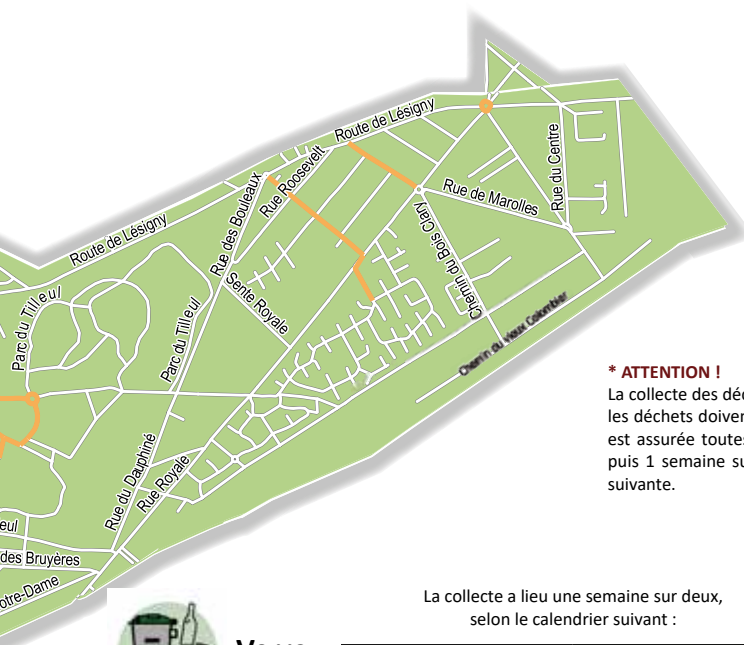 Route de Lésigny
Rue Roosevelt
Rue des Bouleaux
Rue du Centre
Rue de Marolles
Route de Lésigny
Chemin du Bois Clary
Sente Royale
Parc du Tilleul
Parc du Tilleul
Chemin du vieux Colombier
Rue du Dauphiné
Rue Royale
eul
des Bruyères
otre-Dame
* ATTENTION !
La collecte des déc
les déchets doiven
est assurée toutes
puis 1 semaine su
suivante.
La collecte a lieu une semaine sur deux,
selon le calendrier suivant :